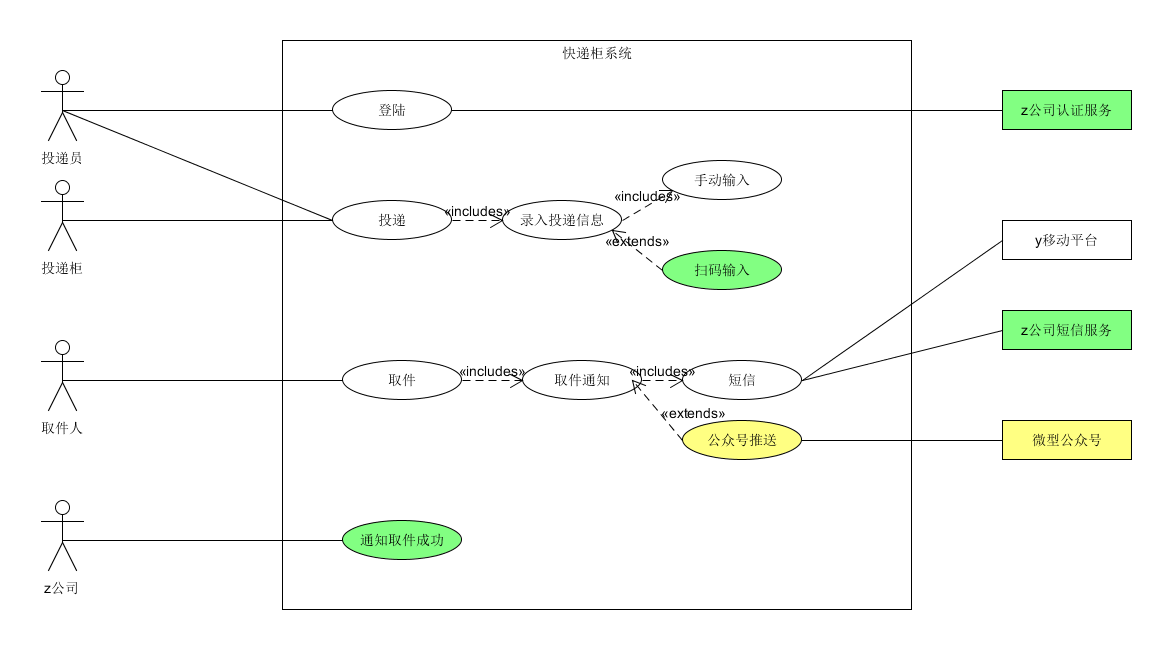 快递柜系统
登陆
z公司认证服务
投递员
手动输入
«includes»
投递
«includes»
录入投递信息
y移动平台
«extends»
投递柜
扫码输入
z公司短信服务
取件
«includes»
取件通知
«includes»
短信
«extends»
取件人
公众号推送
微型公众号
通知取件成功
z公司